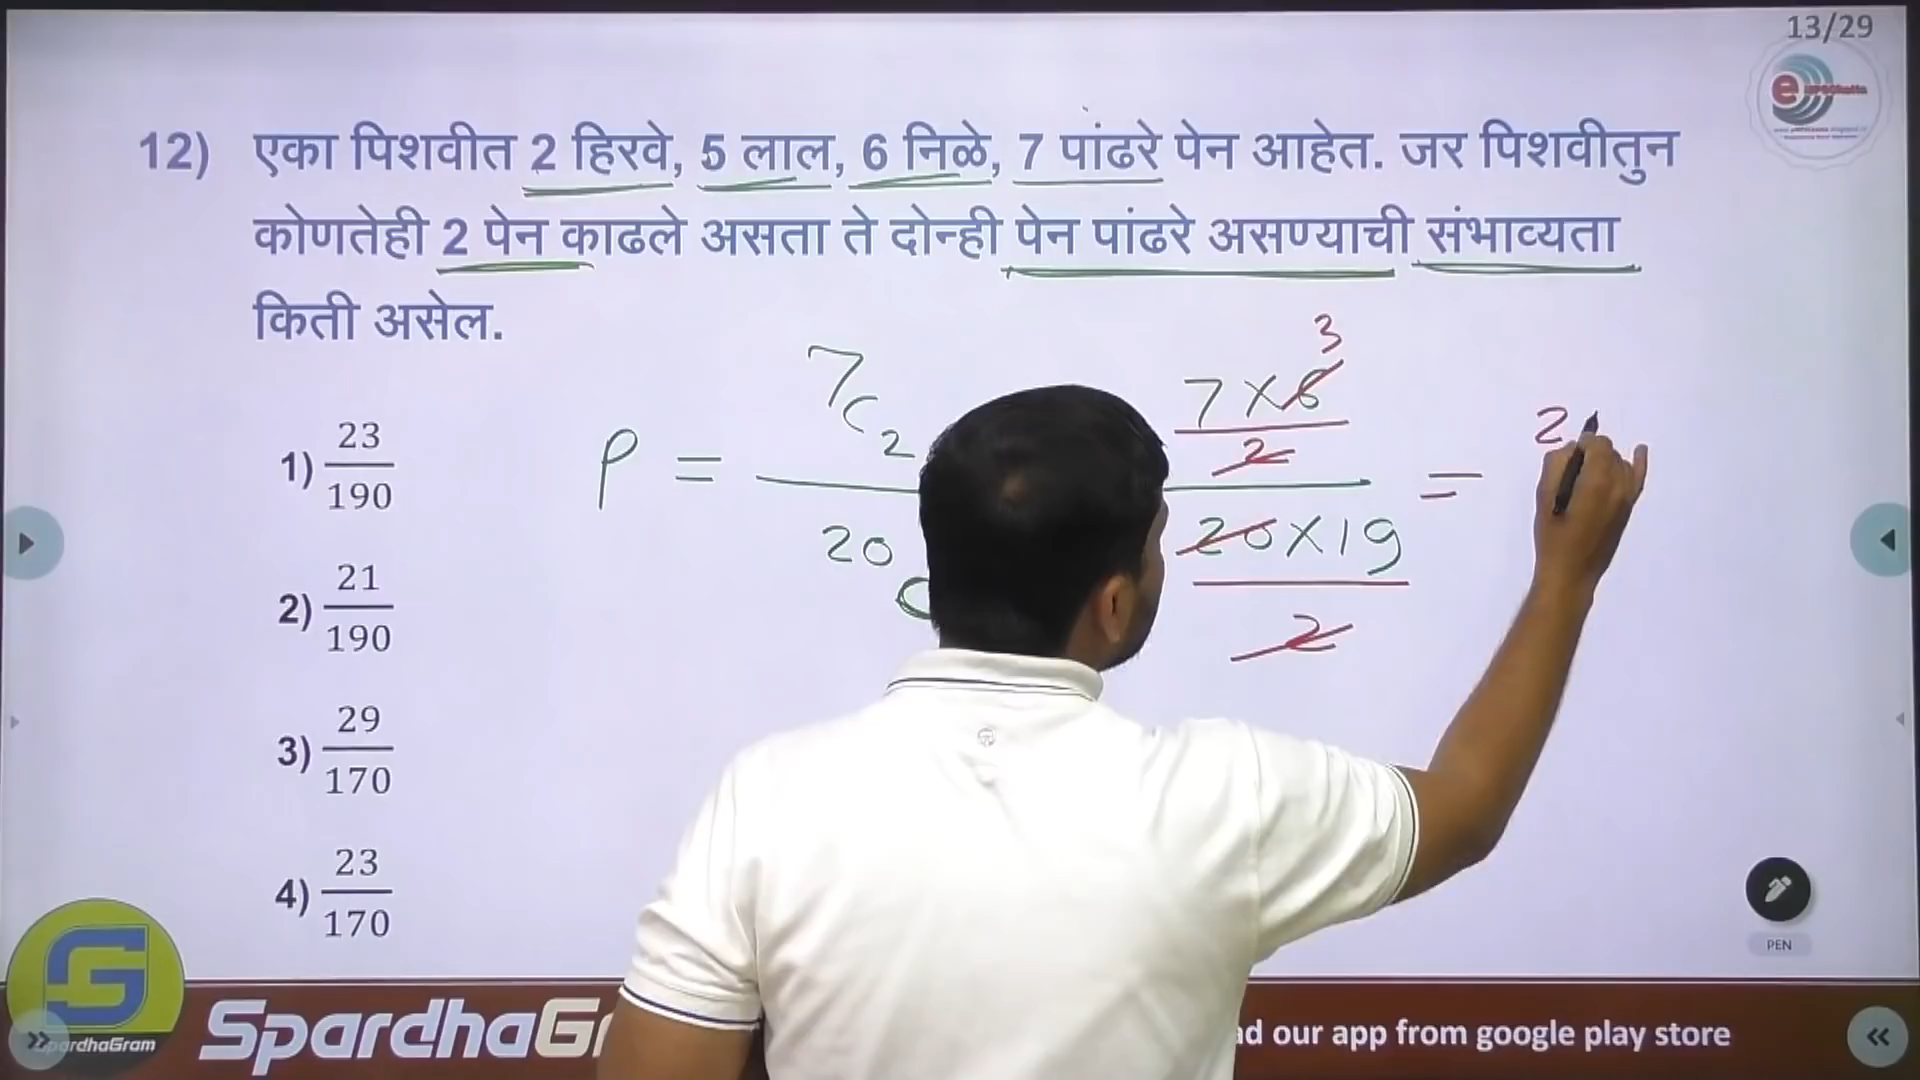 13/29
12) एका पिशवीत 2 हिरवे, 5 लाल, 6 निळे, 7 पांढरे पेन आहेत. जर पिशवीतुन
कोणतेही 2 पेन काढले असता ते दोन्ही पेन पांढरे असण्याची संभाव्यता
किती असेल.
1) 23/190
2) 21/190
3) 29/170
4) 23/170
3
P = 7C2 7×6
2
20 20×19 = 2
2
PEN
SpardhaGram
SpardhaGr
ad our app from google play store